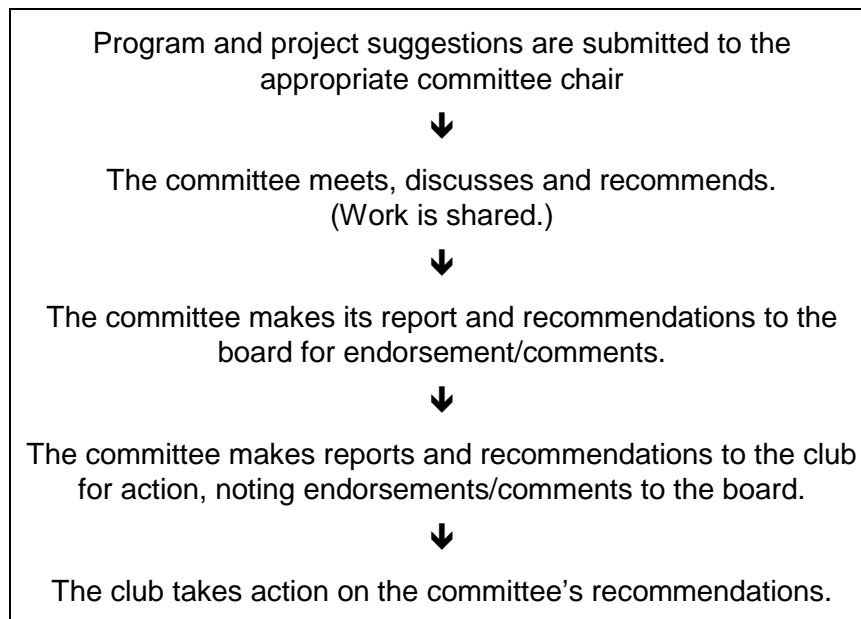 Program and project suggestions are submitted to the
appropriate committee chair
The committee meets, discusses and recommends.
(Work is shared.)
The committee makes its report and recommendations to the
board for endorsement/comments.
The committee makes reports and recommendations to the club
for action, noting endorsements/comments to the board.
The club takes action on the committee’s recommendations.